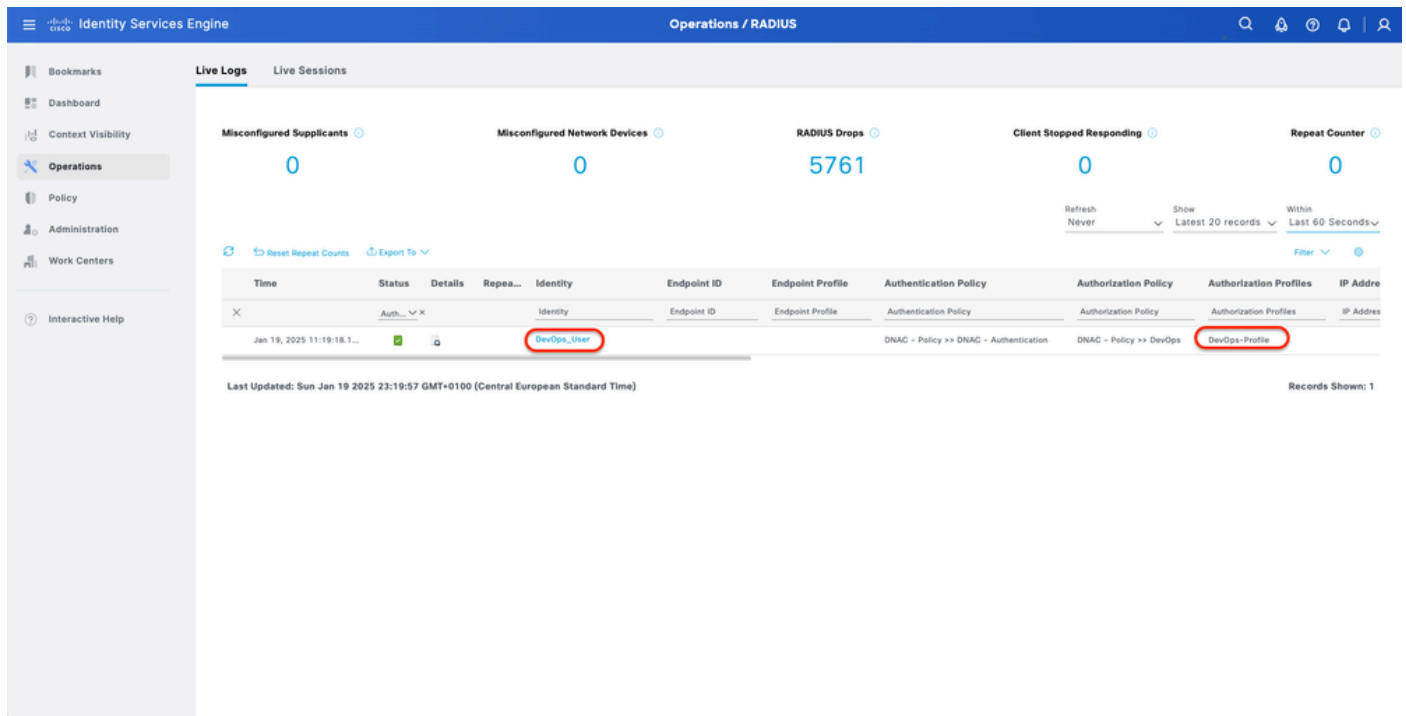 cisco Identity Services Engine
Operations / RADIUS
Bookmarks
Dashboard
Context Visibility
Operations
Policy
Administration
Work Centers
Interactive Help
Live Logs Live Sessions
Misconfigured Supplicants Misconfigured Network Devices RADIUS Drops Client Stopped Responding Repeat Counter
0 0 5761 0 0
Refresh Show Within
Never Latest 20 records Last 60 Seconds
Reset Repeat Counts Export To Filter
Time Status Details Repea... Identity Endpoint ID Endpoint Profile Authentication Policy Authorization Policy Authorization Profiles IP Addre
Auth... Identity Endpoint ID Endpoint Profile Authentication Policy Authorization Policy Authorization Profiles IP Addres
Jan 19, 2025 11:19:18.1... DevOps_User DNAC - Policy >> DNAC - Authentication DNAC - Policy >> DevOps DevOps-Profile
Last Updated: Sun Jan 19 2025 23:19:57 GMT+0100 (Central European Standard Time) Records Shown: 1